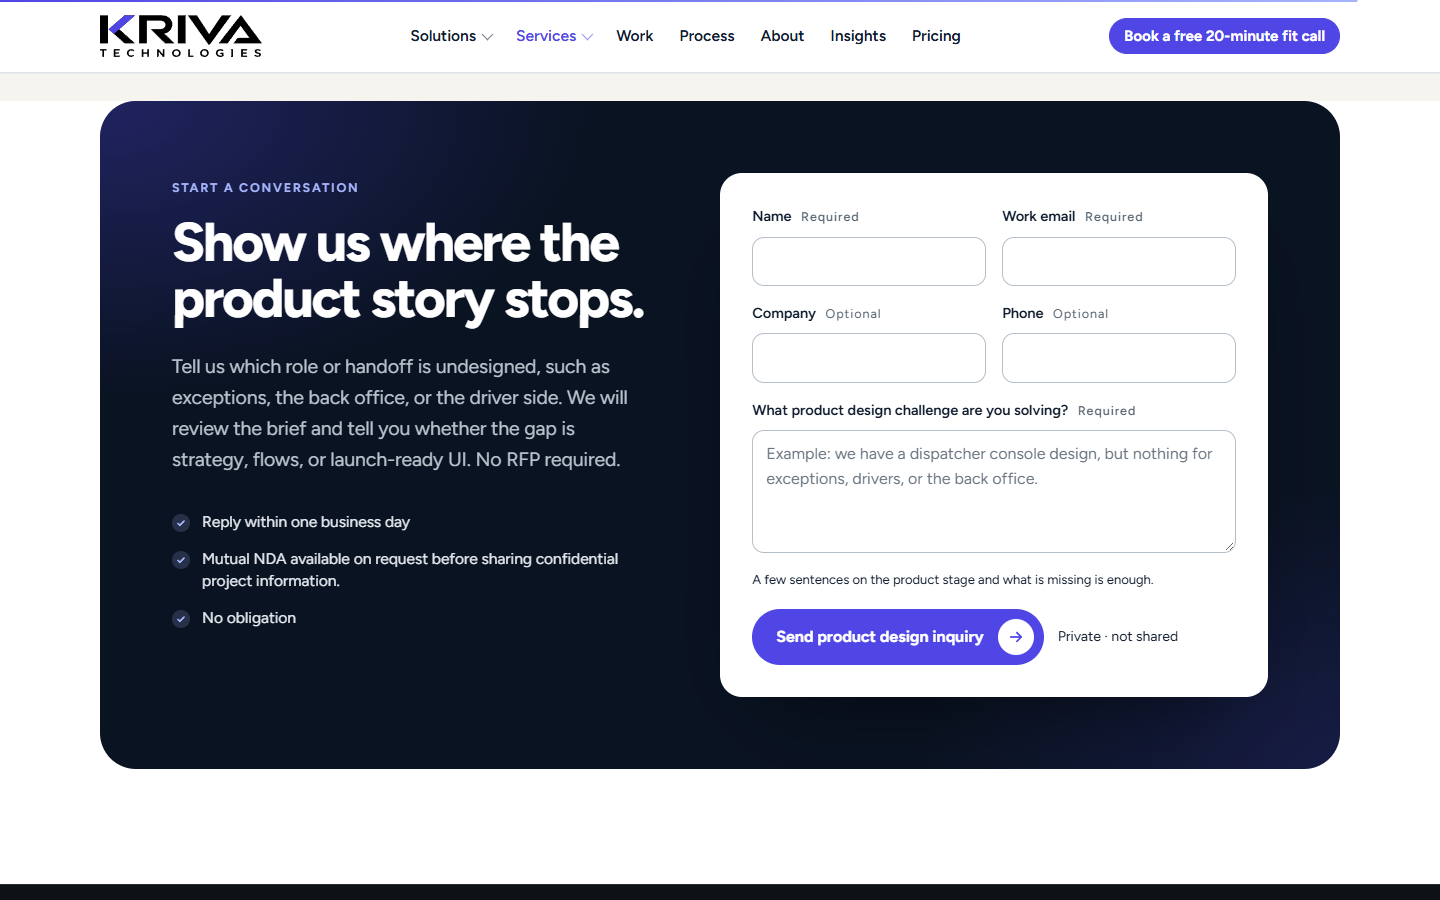 KRIVA
TECHNOLOGIES
Solutions
Services
Work
Process
About
Insights
Pricing
Book a free 20-minute fit call
START A CONVERSATION
Show us where the
product story stops.
Tell us which role or handoff is undesigned, such as
exceptions, the back office, or the driver side. We will
review the brief and tell you whether the gap is
strategy, flows, or launch-ready UI. No RFP required.
Reply within one business day
Mutual NDA available on request before sharing confidential
project information.
No obligation
Name Required
Work email Required
Company Optional
Phone Optional
What product design challenge are you solving? Required
Example: we have a dispatcher console design, but nothing for
exceptions, drivers, or the back office.
A few sentences on the product stage and what is missing is enough.
Send product design inquiry
Private · not shared